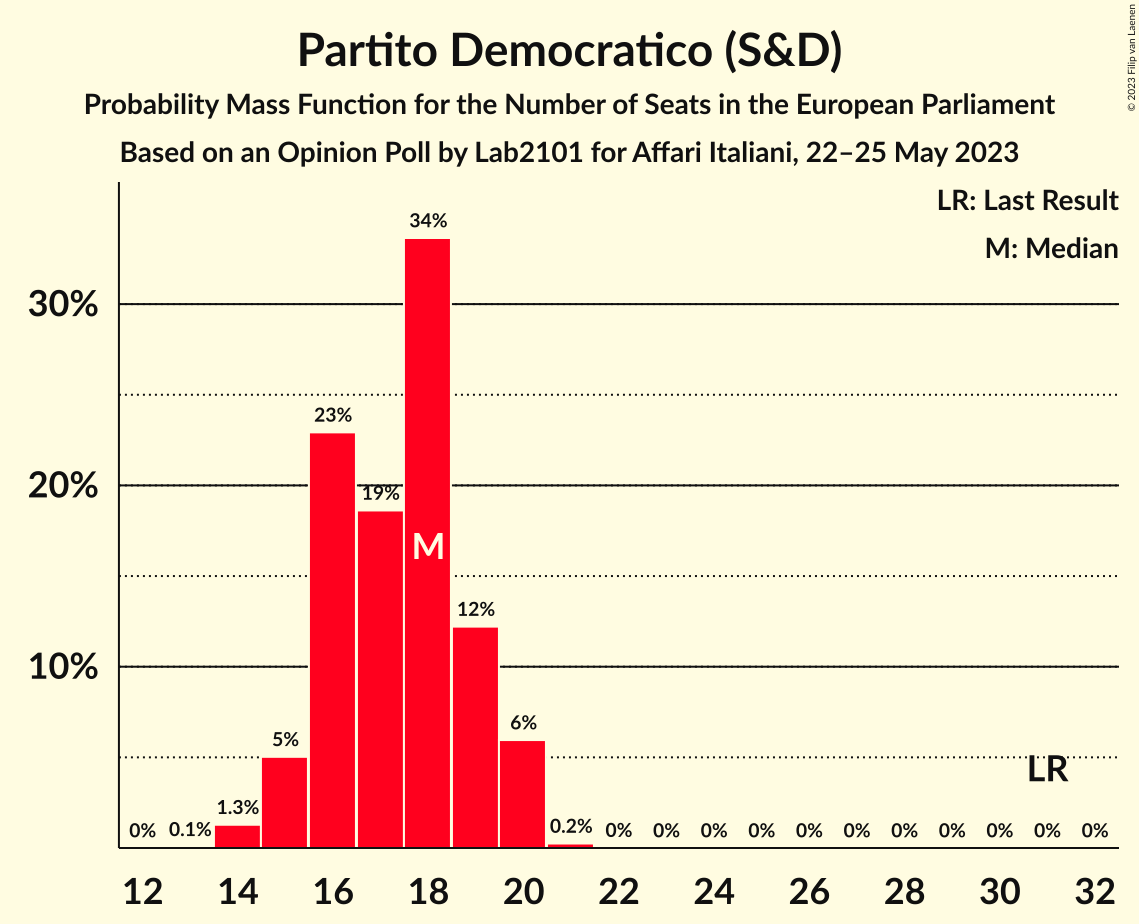 Partito Democratico (S&D)
Probability Mass Function for the Number of Seats in the European Parliament
Based on an Opinion Poll by Lab2101 for Affari Italiani, 22–25 May 2023
© 2023 Filip van Laenen
LR: Last Result
M: Median
34%
30%
23%
20%
19%
M
12%
10%
6%
5%
LR
1.3%
0% 0.1% 0.2% 0% 0% 0% 0% 0% 0% 0% 0% 0% 0% 0%
12 14 16 18 20 22 24 26 28 30 32